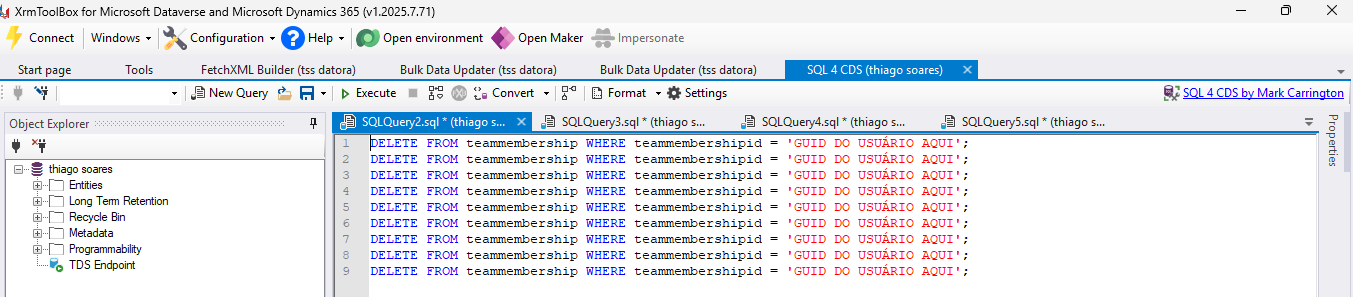 XrmToolBox for Microsoft Dataverse and Microsoft Dynamics 365 (v1.2025.7.71)
Connect Windows Configuration Help Open environment Open Maker Impersonate
Start page Tools FetchXML Builder (tss datora) Bulk Data Updater (tss datora) Bulk Data Updater (tss datora) SQL 4 CDS (thiago soares)
New Query Execute Convert Format Settings SQL 4 CDS by Mark Carrington
Object Explorer
SQLQuery2.sql * (thiago s... SQLQuery3.sql * (thiago s... SQLQuery4.sql * (thiago s... SQLQuery5.sql * (thiago s...
Properties
thiago soares
Entities
Long Term Retention
Recycle Bin
Metadata
Programmability
TDS Endpoint
1 DELETE FROM teammembership WHERE teammembershipid = 'GUID DO USUÁRIO AQUI';
2 DELETE FROM teammembership WHERE teammembershipid = 'GUID DO USUÁRIO AQUI';
3 DELETE FROM teammembership WHERE teammembershipid = 'GUID DO USUÁRIO AQUI';
4 DELETE FROM teammembership WHERE teammembershipid = 'GUID DO USUÁRIO AQUI';
5 DELETE FROM teammembership WHERE teammembershipid = 'GUID DO USUÁRIO AQUI';
6 DELETE FROM teammembership WHERE teammembershipid = 'GUID DO USUÁRIO AQUI';
7 DELETE FROM teammembership WHERE teammembershipid = 'GUID DO USUÁRIO AQUI';
8 DELETE FROM teammembership WHERE teammembershipid = 'GUID DO USUÁRIO AQUI';
9 DELETE FROM teammembership WHERE teammembershipid = 'GUID DO USUÁRIO AQUI';